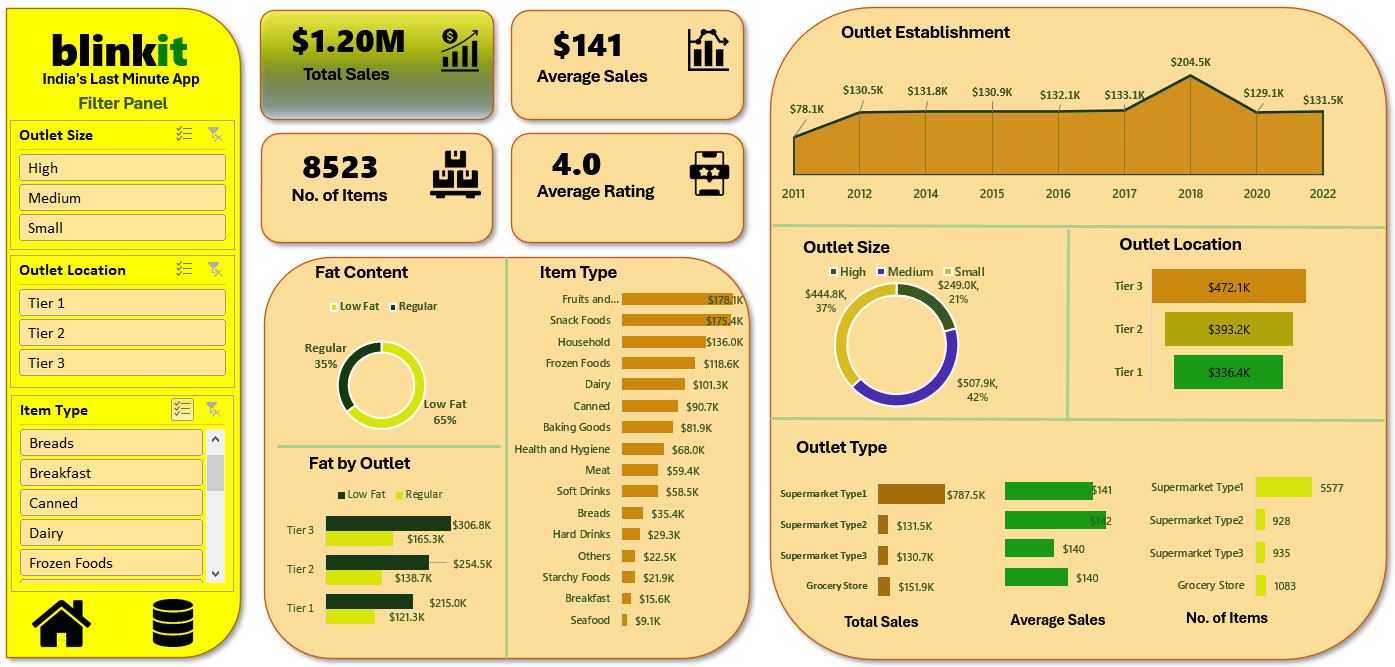 blinkit
India's Last Minute App
Filter Panel
Outlet Size
High
Medium
Small
Outlet Location
Tier 1
Tier 2
Tier 3
Item Type
Breads
Breakfast
Canned
Dairy
Frozen Foods
$1.20M
Total Sales
$141
Average Sales
8523
No. of Items
4.0
Average Rating
Fat Content
Low Fat Regular
Regular
35%
Low Fat
65%
Fat by Outlet
Low Fat Regular
Tier 3 $306.8K
$165.3K
Tier 2 $254.5K
$138.7K
Tier 1 $215.0K
$121.3K
Item Type
Fruits and... $178.1K
Snack Foods $175.4K
Household $136.0K
Frozen Foods $118.6K
Dairy $101.3K
Canned $90.7K
Baking Goods $81.9K
Health and Hygiene $68.0K
Meat $59.4K
Soft Drinks $58.5K
Breads $35.4K
Hard Drinks $29.3K
Others $22.5K
Starchy Foods $21.9K
Breakfast $15.6K
Seafood $9.1K
Outlet Establishment
$78.1K $130.5K $131.8K $130.9K $132.1K $133.1K $204.5K $129.1K $131.5K
2011 2012 2014 2015 2016 2017 2018 2020 2022
Outlet Size
High Medium Small
$249.0K,
21%
$444.8K,
37%
$507.9K,
42%
Outlet Location
Tier 3 $472.1K
Tier 2 $393.2K
Tier 1 $336.4K
Outlet Type
Supermarket Type1 $787.5K
Supermarket Type2 $131.5K
Supermarket Type3 $130.7K
Grocery Store $151.9K
Total Sales
$141
$142
$140
$140
Average Sales
Supermarket Type1 5577
Supermarket Type2 928
Supermarket Type3 935
Grocery Store 1083
No. of Items